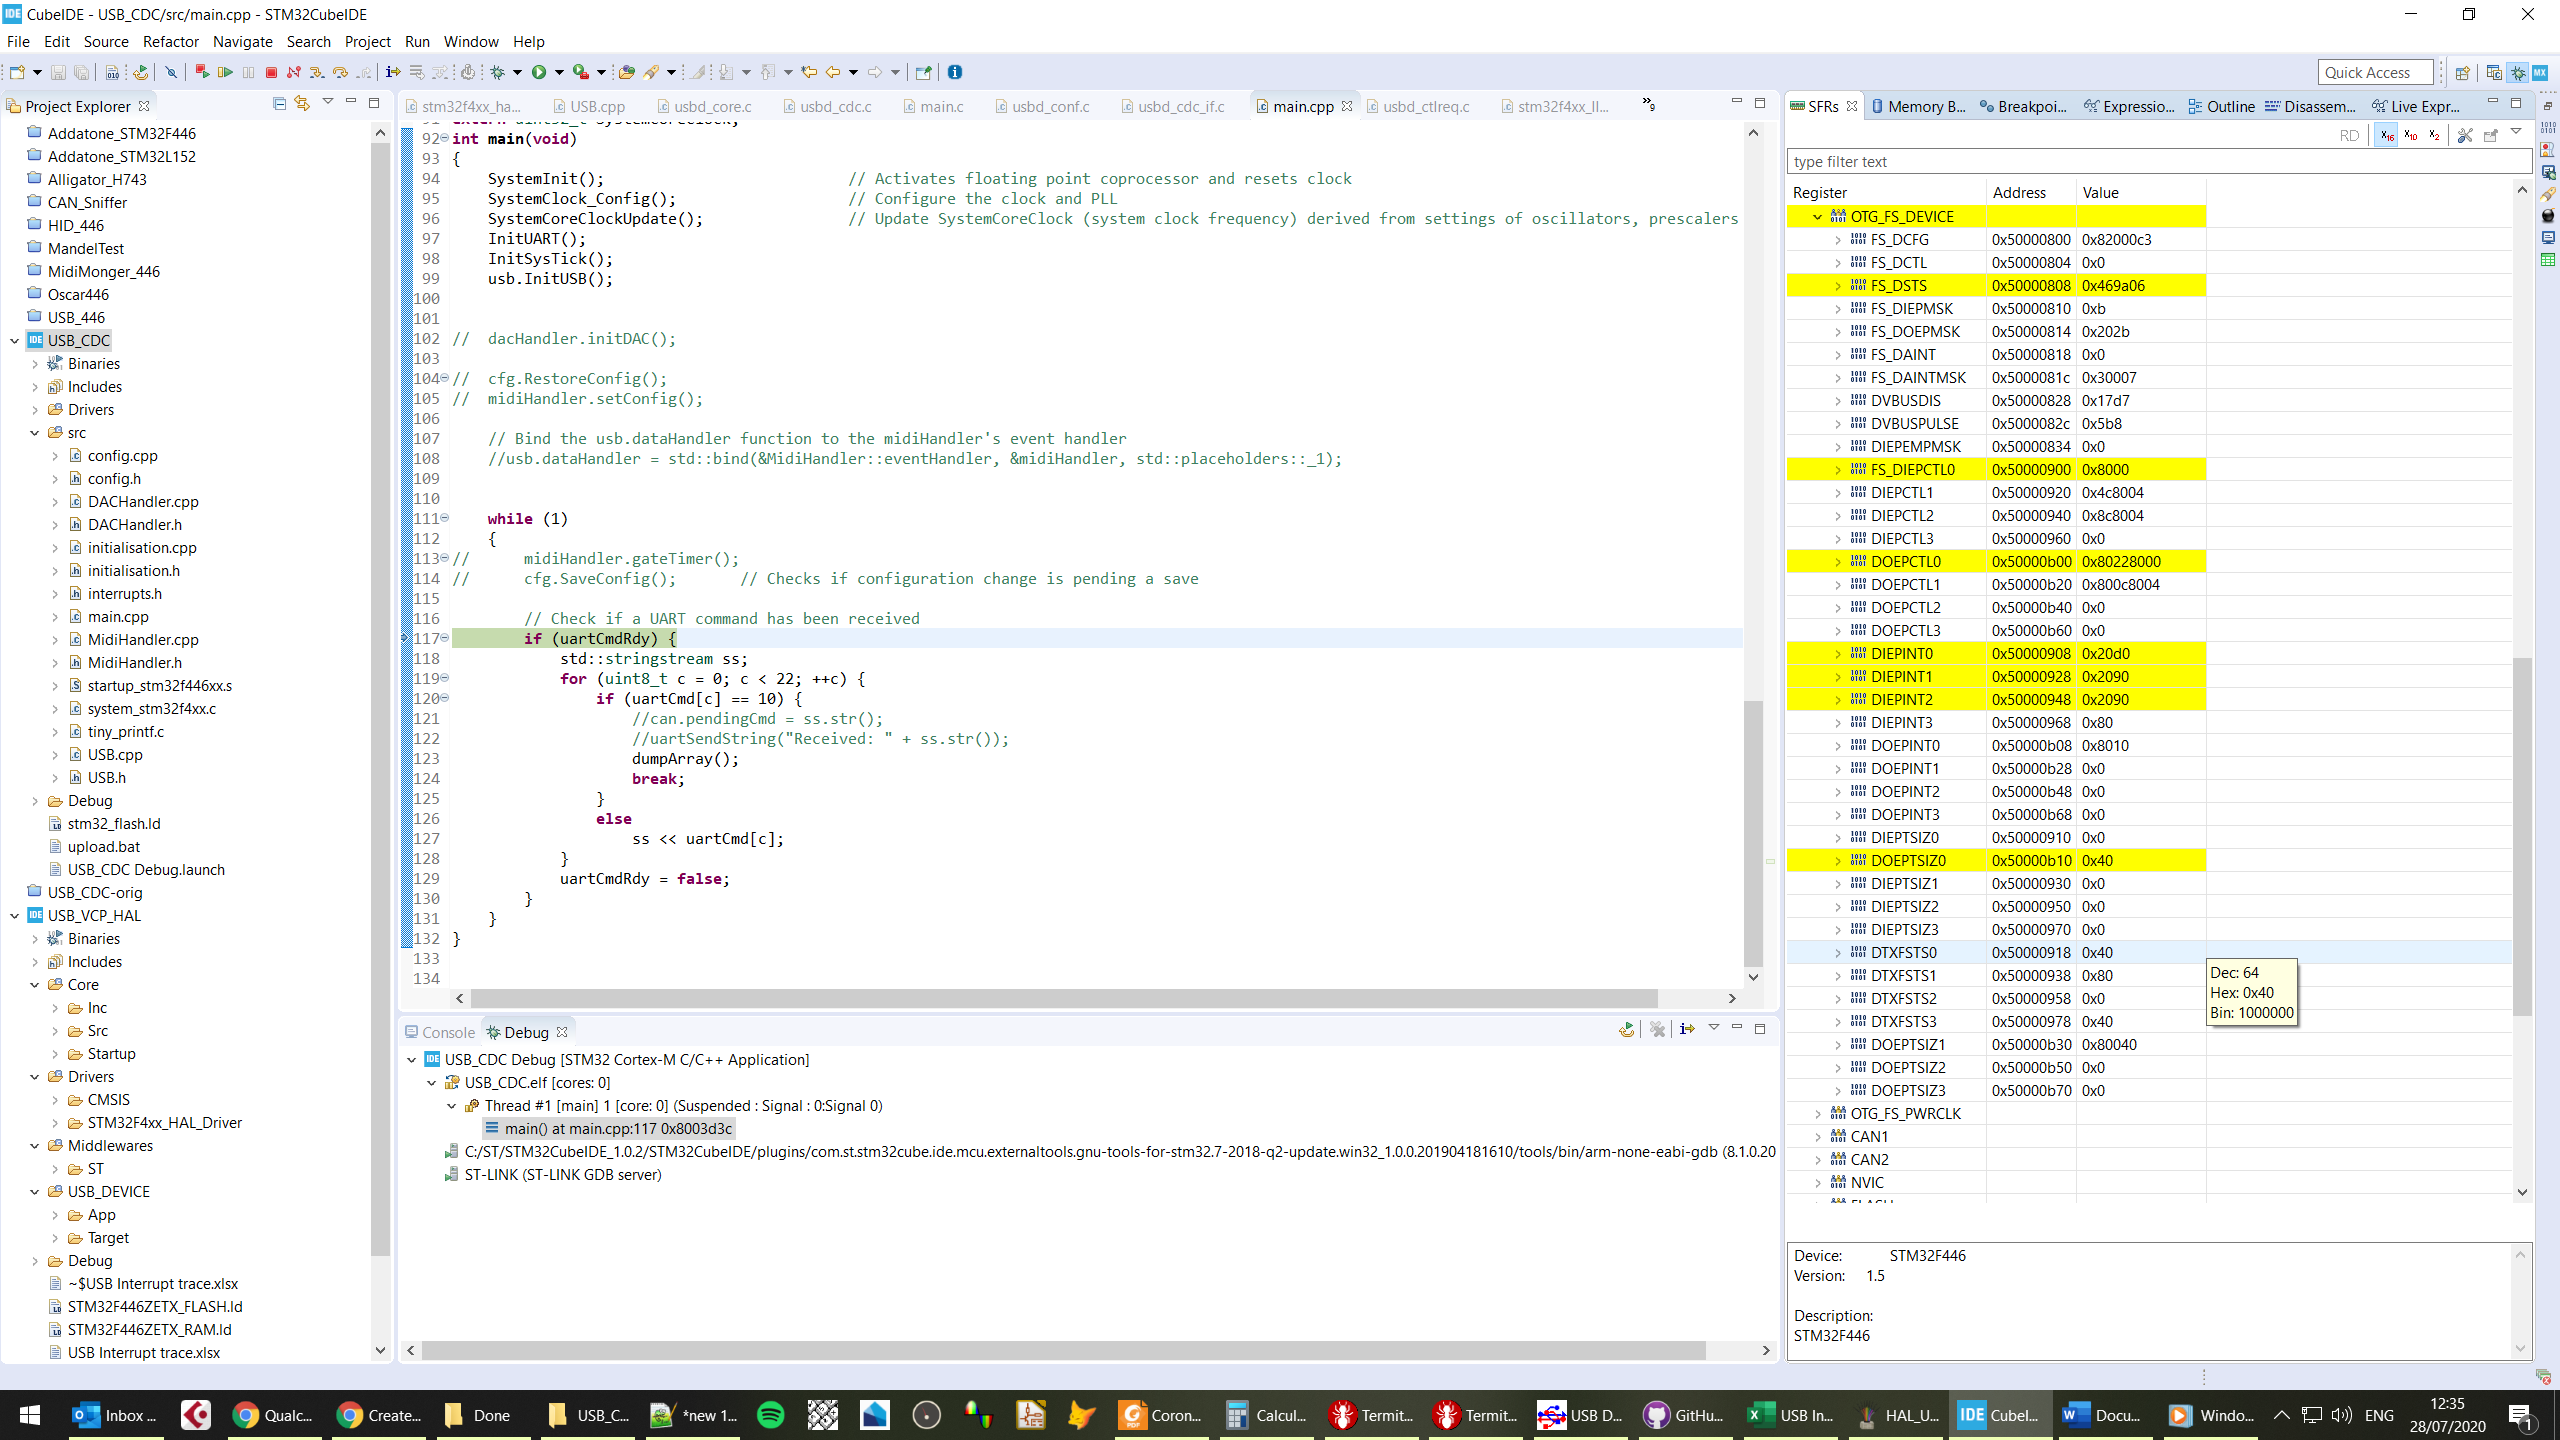 CubeIDE - USB_CDC/src/main.cpp - STM32CubeIDE
File Edit Source Refactor Navigate Search Project Run Window Help
Quick Access
Project Explorer
Addatone_STM32F446
Addatone_STM32L152
Alligator_H743
CAN_Sniffer
HID_446
MandelTest
MidiMonger_446
Oscar446
USB_446
USB_CDC
Binaries
Includes
Drivers
src
config.cpp
config.h
DACHandler.cpp
DACHandler.h
initialisation.cpp
initialisation.h
interrupts.h
main.cpp
MidiHandler.cpp
MidiHandler.h
startup_stm32f446xx.s
system_stm32f4xx.c
tiny_printf.c
USB.cpp
USB.h
Debug
stm32_flash.ld
upload.bat
USB_CDC Debug.launch
USB_CDC-orig
USB_VCP_HAL
Binaries
Includes
Core
Inc
Src
Startup
Drivers
CMSIS
STM32F4xx_HAL_Driver
Middlewares
ST
USB_DEVICE
App
Target
Debug
~$USB Interrupt trace.xlsx
STM32F446ZETX_FLASH.ld
STM32F446ZETX_RAM.ld
USB Interrupt trace.xlsx
stm32f4xx_ha... USB.cpp usbd_core.c usbd_cdc.c main.c usbd_conf.c usbd_cdc_if.c main.cpp usbd_ctlreq.c stm32f4xx_ll... »9
91 extern uint32_t SystemCoreClock;
92 int main(void)
93 {
94 SystemInit(); // Activates floating point coprocessor and resets clock
95 SystemClock_Config(); // Configure the clock and PLL
96 SystemCoreClockUpdate(); // Update SystemCoreClock (system clock frequency) derived from settings of oscillators, prescalers
97 InitUART();
98 InitSysTick();
99 usb.InitUSB();
100
101
102 // dacHandler.initDAC();
103
104 // cfg.RestoreConfig();
105 // midiHandler.setConfig();
106
107 // Bind the usb.dataHandler function to the midiHandler's event handler
108 //usb.dataHandler = std::bind(&MidiHandler::eventHandler, &midiHandler, std::placeholders::_1);
109
110
111 while (1)
112 {
113 // midiHandler.gateTimer();
114 // cfg.SaveConfig(); // Checks if configuration change is pending a save
115
116 // Check if a UART command has been received
117 if (uartCmdRdy) {
118 std::stringstream ss;
119 for (uint8_t c = 0; c < 22; ++c) {
120 if (uartCmd[c] == 10) {
121 //can.pendingCmd = ss.str();
122 //uartSendString("Received: " + ss.str());
123 dumpArray();
124 break;
125 }
126 else
127 ss << uartCmd[c];
128 }
129 uartCmdRdy = false;
130 }
131 }
132 }
133
134
Console Debug
USB_CDC Debug [STM32 Cortex-M C/C++ Application]
USB_CDC.elf [cores: 0]
Thread #1 [main] 1 [core: 0] (Suspended : Signal : 0:Signal 0)
main() at main.cpp:117 0x8003d3c
C:/ST/STM32CubeIDE_1.0.2/STM32CubeIDE/plugins/com.st.stm32cube.ide.mcu.externaltools.gnu-tools-for-stm32.7-2018-q2-update.win32_1.0.0.201904181610/tools/bin/arm-none-eabi-gdb (8.1.0.20
ST-LINK (ST-LINK GDB server)
SFRs Memory B... Breakpoi... Expressio... Outline Disassem... Live Expr...
RD X16 X10 X2
type filter text
Register Address Value
OTG_FS_DEVICE
FS_DCFG 0x50000800 0x82000c3
FS_DCTL 0x50000804 0x0
FS_DSTS 0x50000808 0x469a06
FS_DIEPMSK 0x50000810 0xb
FS_DOEPMSK 0x50000814 0x202b
FS_DAINT 0x50000818 0x0
FS_DAINTMSK 0x5000081c 0x30007
DVBUSDIS 0x50000828 0x17d7
DVBUSPULSE 0x5000082c 0x5b8
DIEPEMPMSK 0x50000834 0x0
FS_DIEPCTL0 0x50000900 0x8000
DIEPCTL1 0x50000920 0x4c8004
DIEPCTL2 0x50000940 0x8c8004
DIEPCTL3 0x50000960 0x0
DOEPCTL0 0x50000b00 0x80228000
DOEPCTL1 0x50000b20 0x800c8004
DOEPCTL2 0x50000b40 0x0
DOEPCTL3 0x50000b60 0x0
DIEPINT0 0x50000908 0x20d0
DIEPINT1 0x50000928 0x2090
DIEPINT2 0x50000948 0x2090
DIEPINT3 0x50000968 0x80
DOEPINT0 0x50000b08 0x8010
DOEPINT1 0x50000b28 0x0
DOEPINT2 0x50000b48 0x0
DOEPINT3 0x50000b68 0x0
DIEPTSIZ0 0x50000910 0x0
DOEPTSIZ0 0x50000b10 0x40
DIEPTSIZ1 0x50000930 0x0
DIEPTSIZ2 0x50000950 0x0
DIEPTSIZ3 0x50000970 0x0
DTXFSTS0 0x50000918 0x40
DTXFSTS1 0x50000938 0x80
DTXFSTS2 0x50000958 0x0
DTXFSTS3 0x50000978 0x40
DOEPTSIZ1 0x50000b30 0x80040
DOEPTSIZ2 0x50000b50 0x0
DOEPTSIZ3 0x50000b70 0x0
OTG_FS_PWRCLK
CAN1
CAN2
NVIC
FLASH
Dec: 64
Hex: 0x40
Bin: 1000000
Device: STM32F446
Version: 1.5
Description:
STM32F446
Inbox ... Qualc... Create... Done USB_C... *new 1... Coron... Calcul... Termit... Termit... USB D... GitHu... USB In... HAL_U... CubeI... Docu... Windo... ENG
12:35
28/07/2020
1